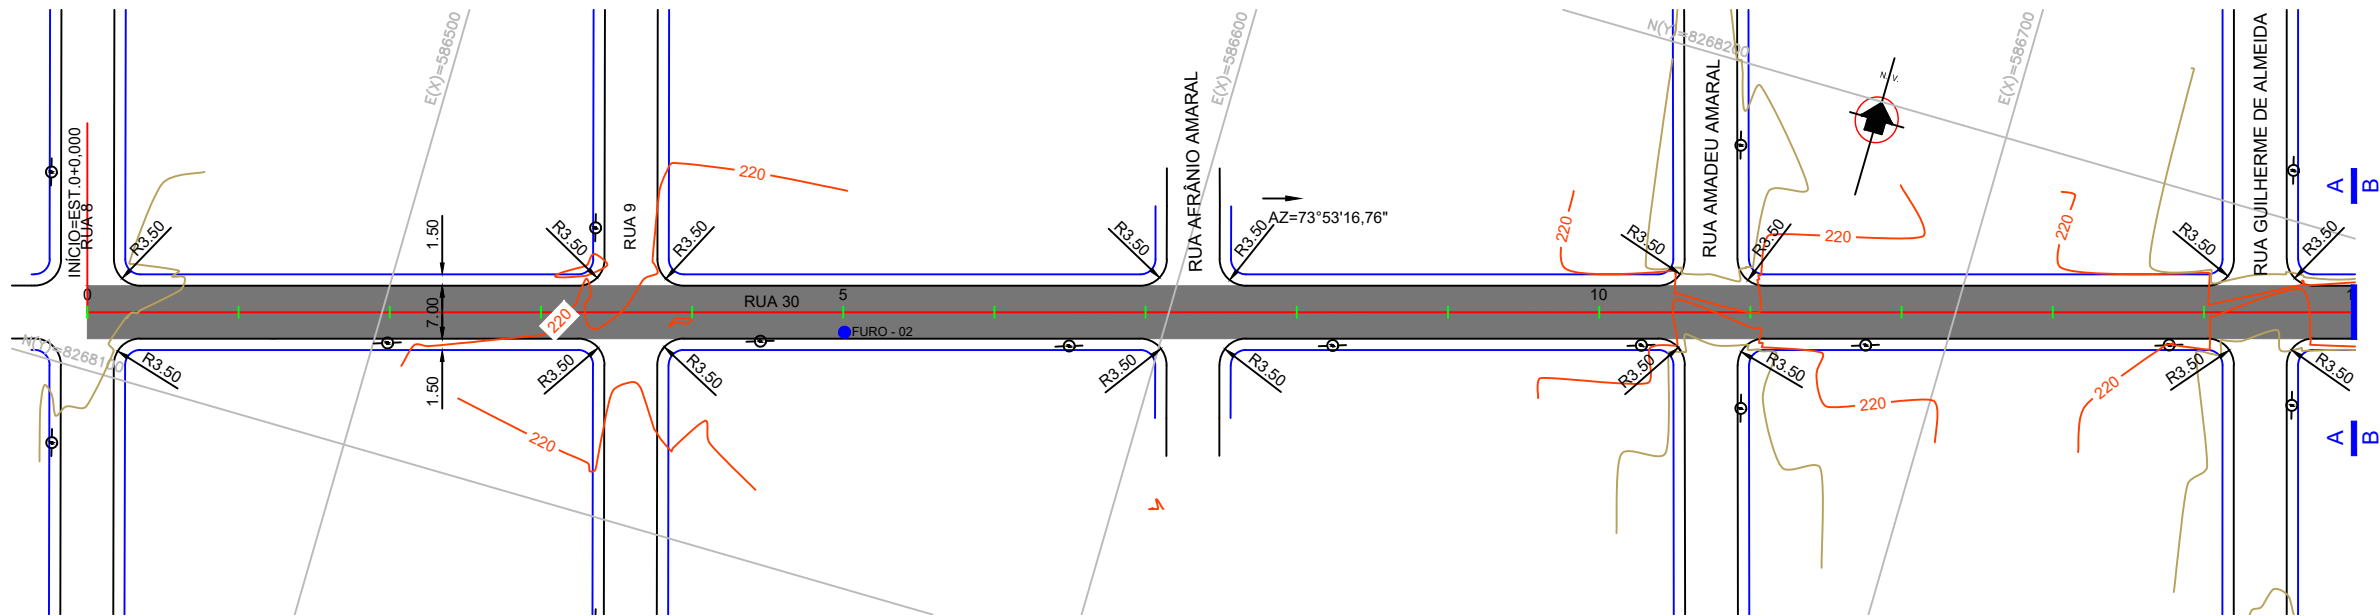 E(X)=586500
E(X)=586600
N(Y)=8268200
E(X)=586700
RUA GUILHERME DE ALMEIDA
RUA AMADEU AMARAL
RUA AFRÂNIO AMARAL
N. V.
INÍCIO=EST.0+0,000
RUA 8
RUA 9
220
A
B
AZ=73°53'16,76"
R3.50
1.50
R3.50
R3.50
R3.50
R3.50
220
R3.50
R3.50
220
220
R3.50
R3.50
0
7.00
RUA 30
5
10
1
220
FURO - 02
N(Y)=8268100
R3.50
1.50
R3.50
R3.50
R3.50
R3.50
R3.50
R3.50
220
220
R3.50
R3.50
220
A
B